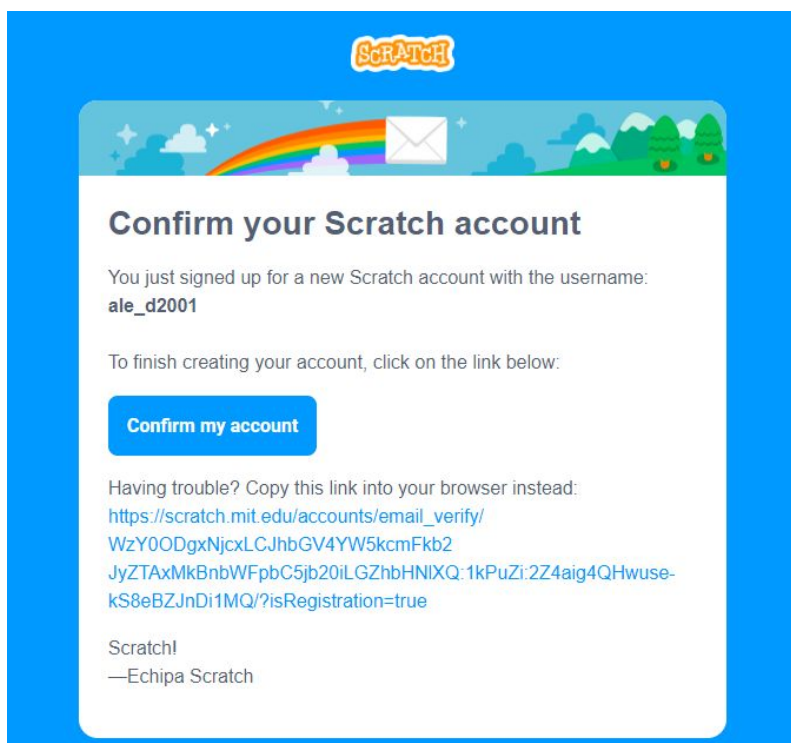 SCRATCH
Confirm your Scratch account
You just signed up for a new Scratch account with the username:
ale_d2001
To finish creating your account, click on the link below:
Confirm my account
Having trouble? Copy this link into your browser instead:
https://scratch.mit.edu/accounts/email_verify/
WzY0ODgxNjcxLCJhbGV4YW5kcmFkb2
JyZTAxMkBnbWFpbC5jb20iLGZhbHNlXQ:1kPuZi:2Z4aig4QHwuse-
kS8eBZJnDi1MQ/?isRegistration=true
Scratch!
—Echipa Scratch